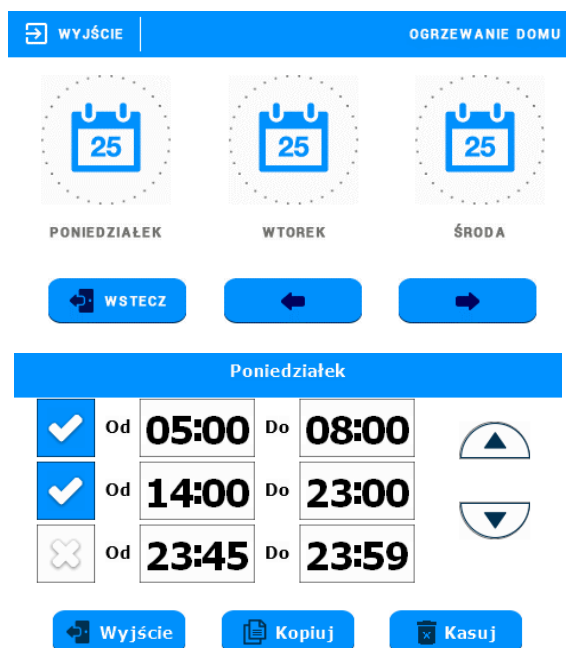 WYJŚCIE OGRZEWANIE DOMU
25 25 25
PONIEDZIAŁEK WTOREK ŚRODA
WSTECZ
Poniedziałek
Od 05:00 Do 08:00
Od 14:00 Do 23:00
Od 23:45 Do 23:59
Wyjście Kopiuj Kasuj